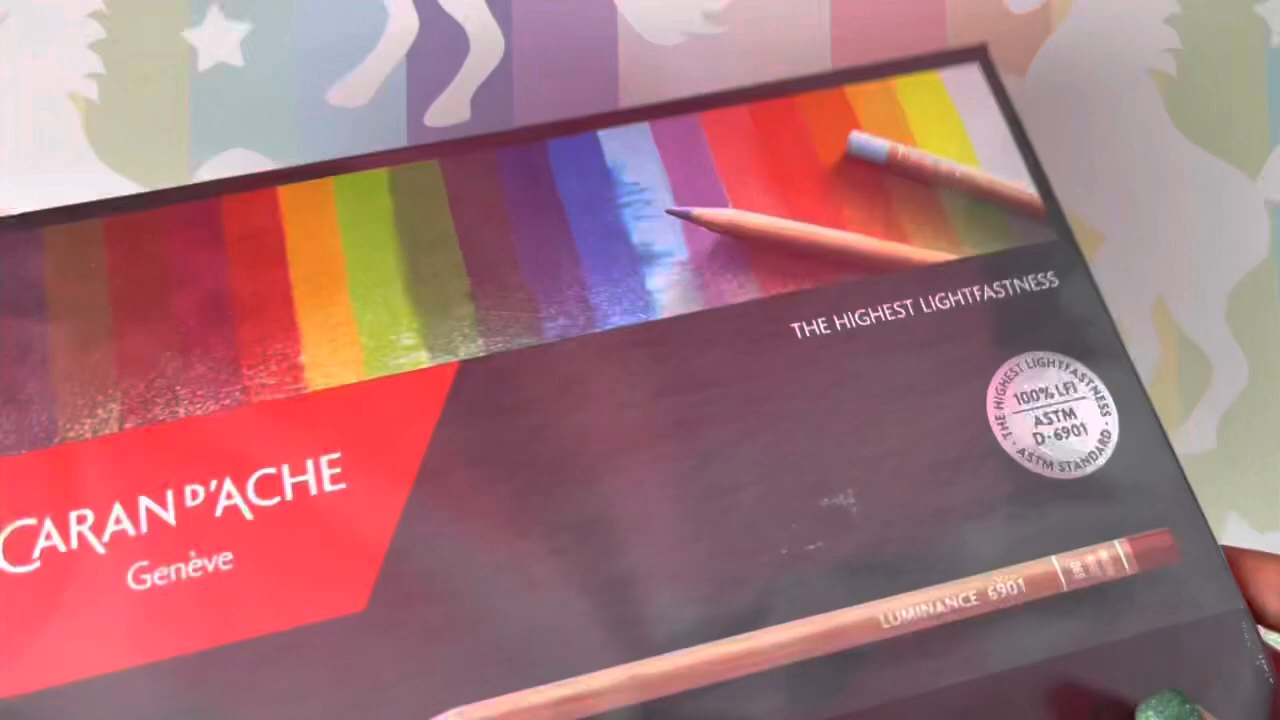 THE HIGHEST LIGHTFASTNESS
THE HIGHEST LIGHTFASTNESS
100% LFI
ASTM
D-6901
· ASTM STANDARD ·
CARAN D'ACHE
Genève
LUMINANCE 6901